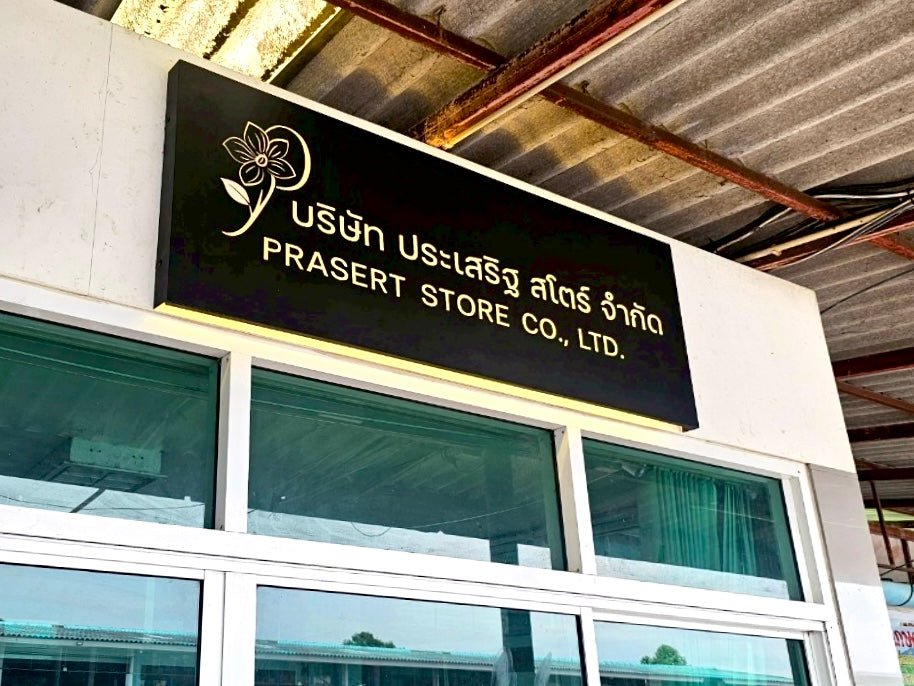 บริษัท ประเสริฐ สโตร์ จำกัด
PRASERT STORE CO., LTD.